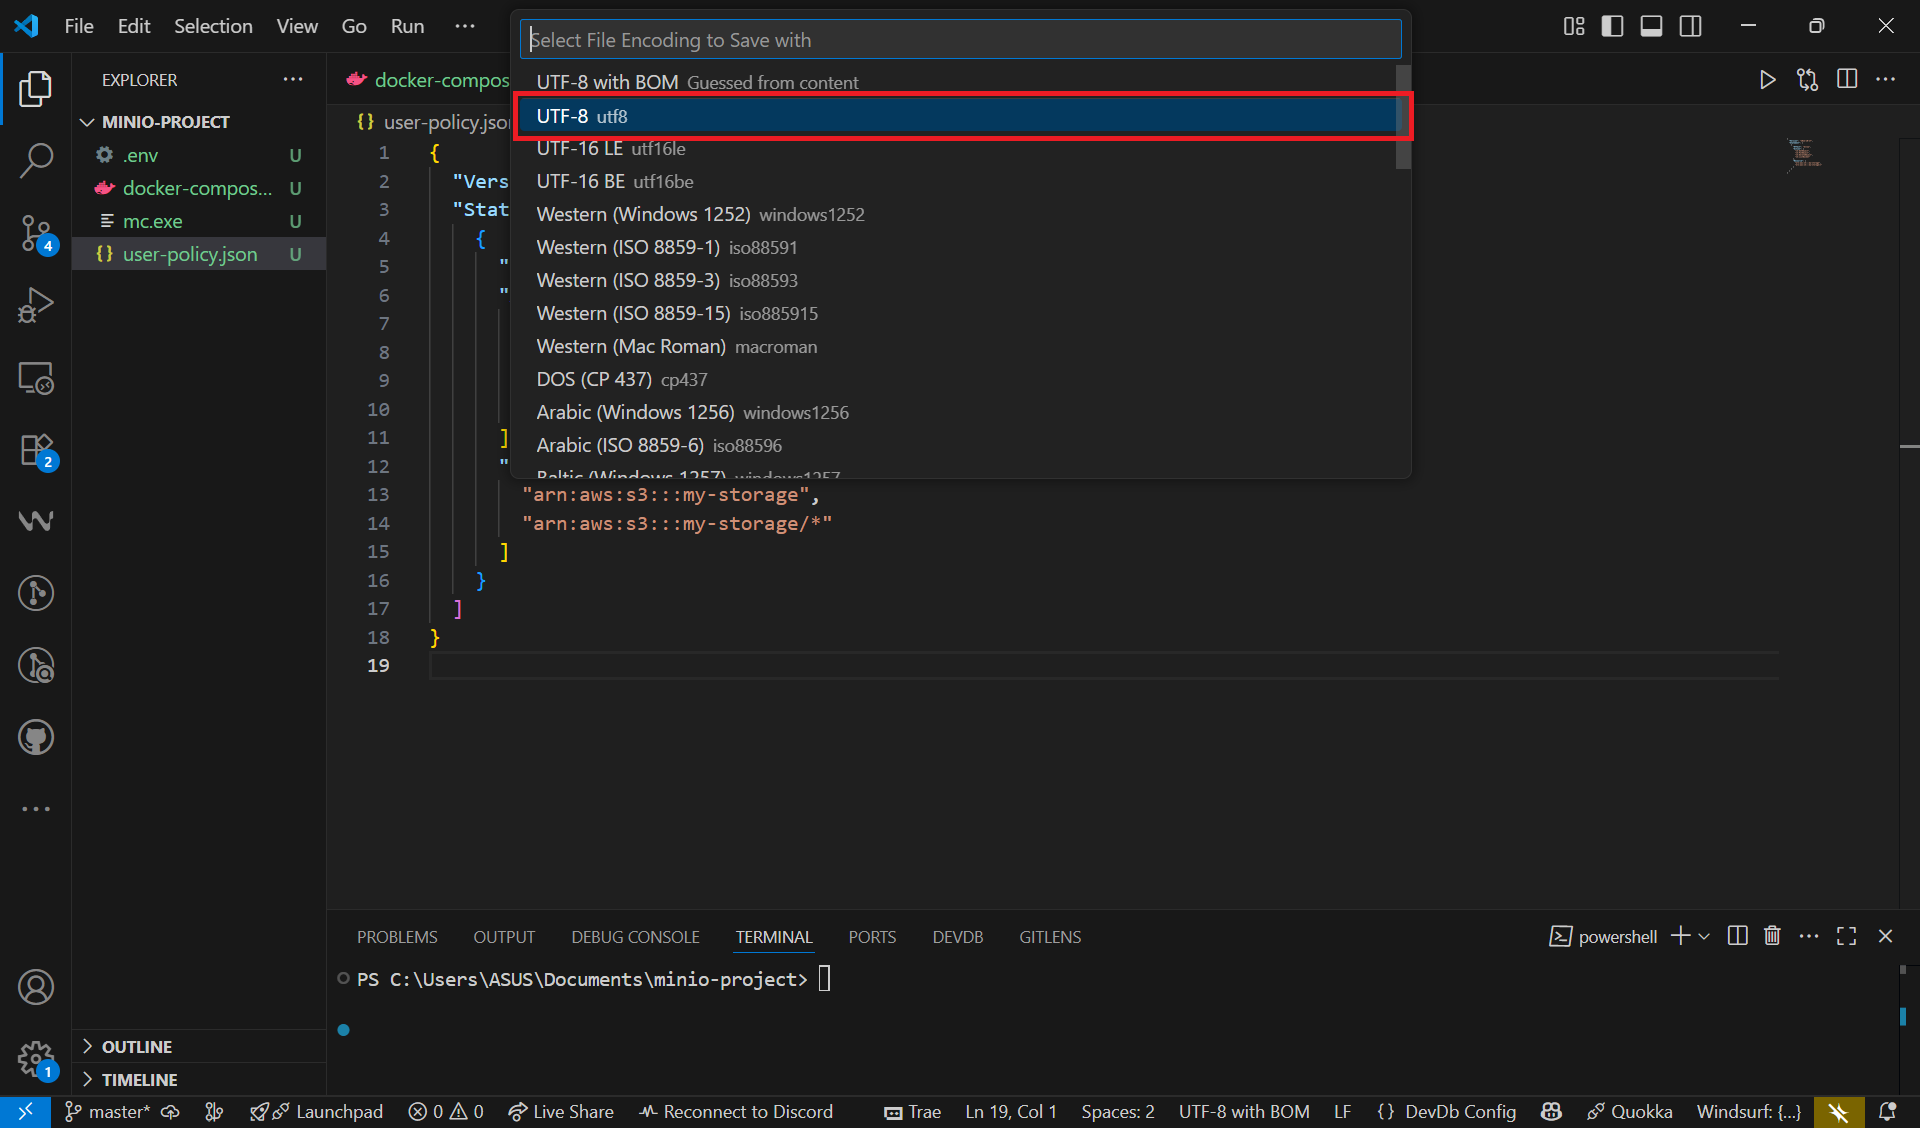 File Edit Selection View Go Run ···
Select File Encoding to Save with
UTF-8 with BOM Guessed from content
UTF-8 utf8
UTF-16 LE utf16le
UTF-16 BE utf16be
Western (Windows 1252) windows1252
Western (ISO 8859-1) iso88591
Western (ISO 8859-3) iso88593
Western (ISO 8859-15) iso885915
Western (Mac Roman) macroman
DOS (CP 437) cp437
Arabic (Windows 1256) windows1256
Arabic (ISO 8859-6) iso88596
Baltic (Windows 1257) windows1257
EXPLORER ···
MINIO-PROJECT
.env U
docker-compos... U
mc.exe U
user-policy.json U
4
2
1
OUTLINE
TIMELINE
docker-compos
{} user-policy.jso
1 {
2 "Vers
3 "Stat
4 {
5 "
6 "
7
8
9
10
11 ]
12 "
13 "arn:aws:s3:::my-storage",
14 "arn:aws:s3:::my-storage/*"
15 ]
16 }
17 ]
18 }
19
PROBLEMS OUTPUT DEBUG CONSOLE TERMINAL PORTS DEVDB GITLENS
powershell
PS C:\Users\ASUS\Documents\minio-project>
master* Launchpad 0 0 Live Share Reconnect to Discord Trae Ln 19, Col 1 Spaces: 2 UTF-8 with BOM LF {} DevDb Config Quokka Windsurf: {...}